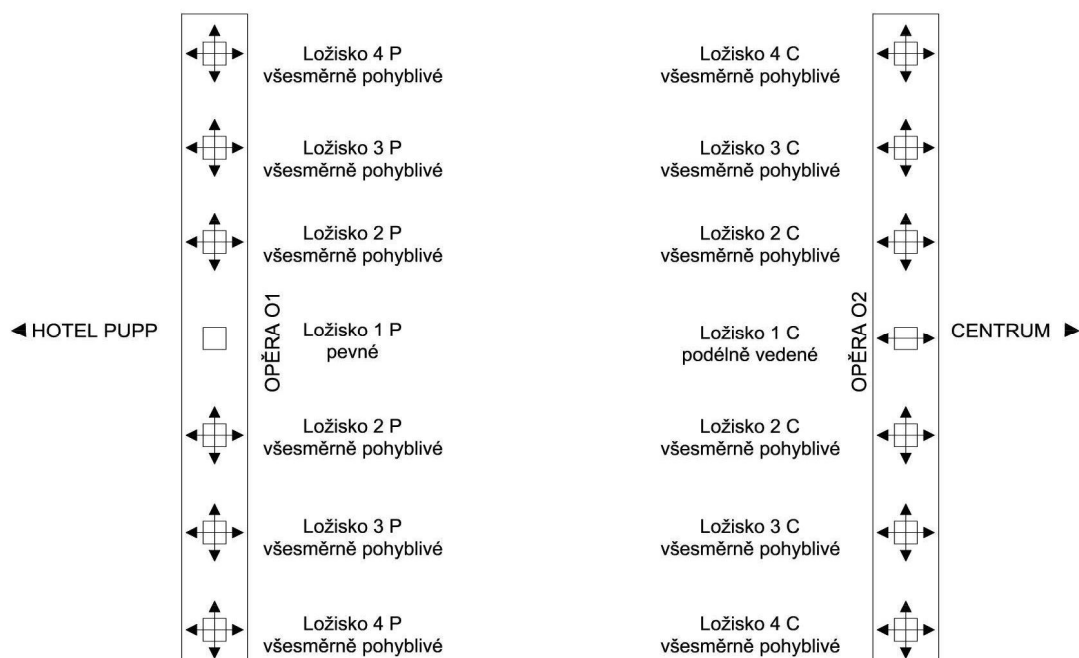 Ložisko 4 P
všesměrně pohyblivé
Ložisko 4 C
všesměrně pohyblivé
Ložisko 3 P
všesměrně pohyblivé
Ložisko 3 C
všesměrně pohyblivé
Ložisko 2 P
všesměrně pohyblivé
Ložisko 2 C
všesměrně pohyblivé
HOTEL PUPP
OPĚRA O1
Ložisko 1 P
pevné
Ložisko 1 C
podélně vedené
OPĚRA O2
CENTRUM
Ložisko 2 P
všesměrně pohyblivé
Ložisko 2 C
všesměrně pohyblivé
Ložisko 3 P
všesměrně pohyblivé
Ložisko 3 C
všesměrně pohyblivé
Ložisko 4 P
všesměrně pohyblivé
Ložisko 4 C
všesměrně pohyblivé